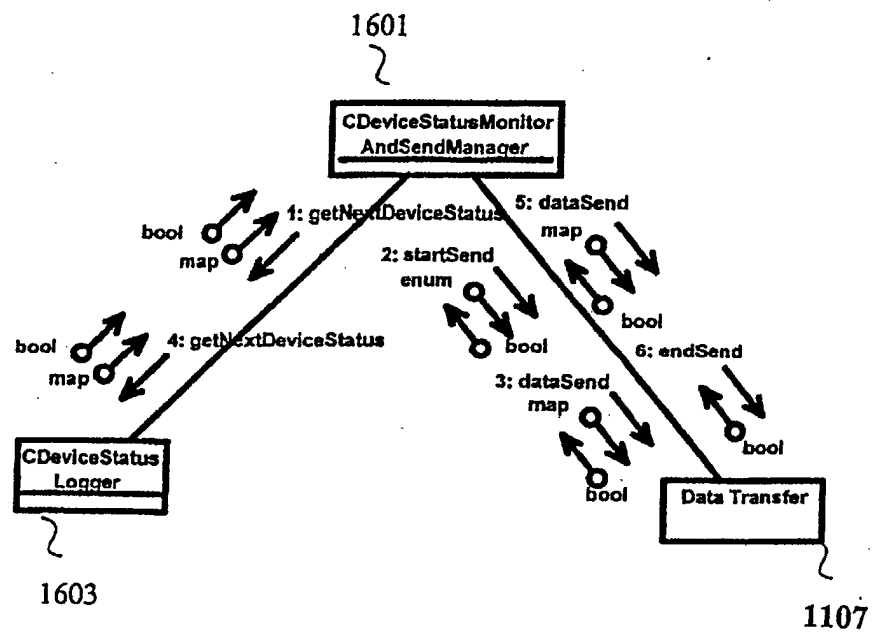 1601
CDeviceStatusMonitor
AndSendManager
1: getNextDeviceStatus
bool
map
5: dataSend
map
bool
2: startSend
enum
bool
4: getNextDeviceStatus
bool
map
6: endSend
bool
3: dataSend
map
bool
CDeviceStatus
Logger
Data Transfer
1603
1107